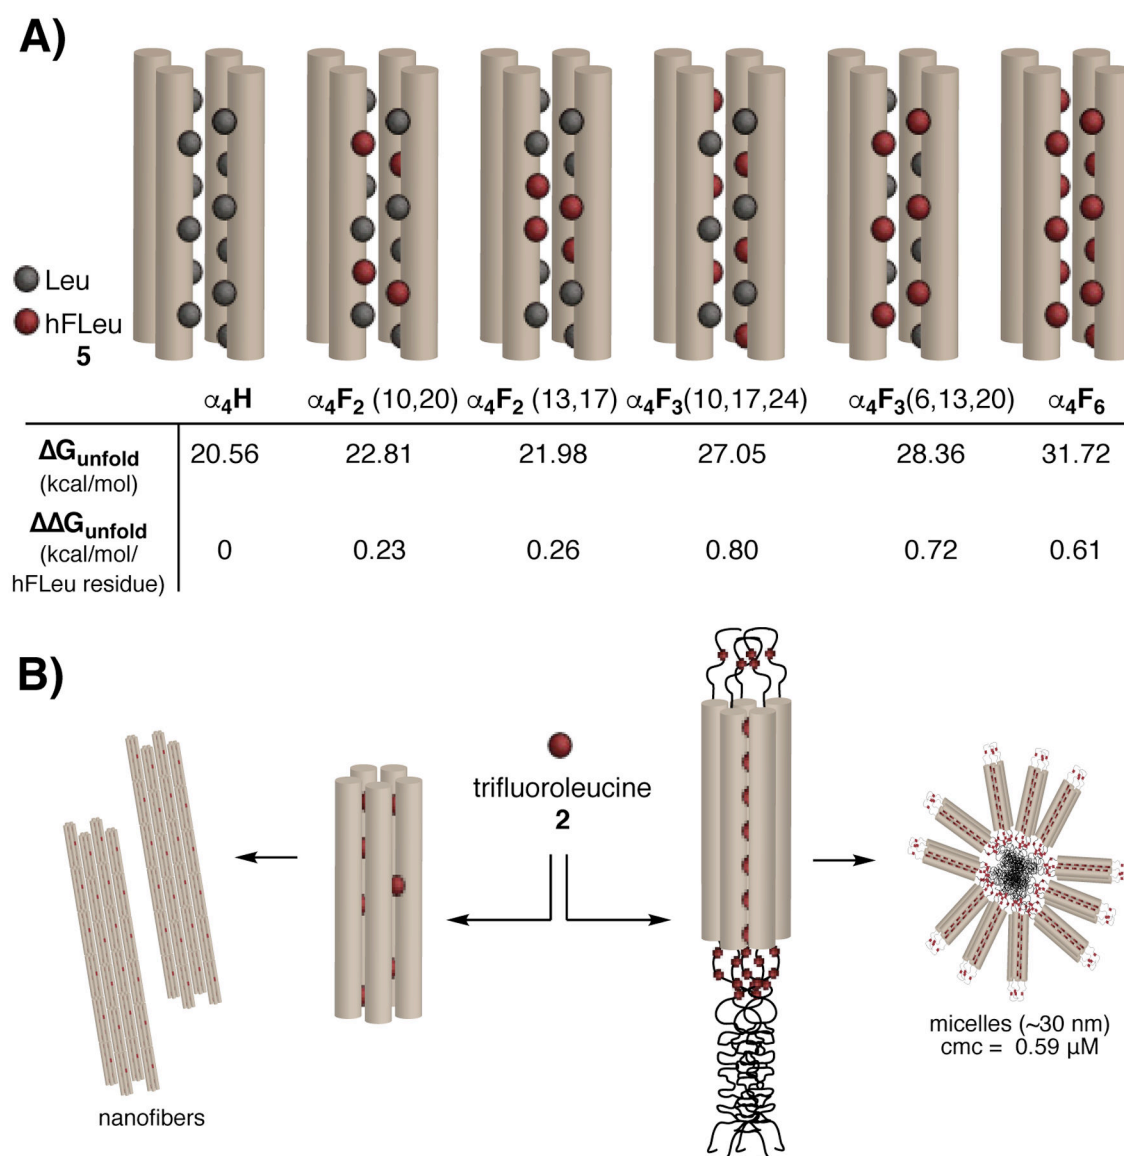 A)
Leu
hFLeu
5
α4H α4F2 (10,20) α4F2 (13,17) α4F3(10,17,24) α4F3(6,13,20) α4F6
ΔGunfold 20.56 22.81 21.98 27.05 28.36 31.72
(kcal/mol)
ΔΔGunfold
(kcal/mol/ 0 0.23 0.26 0.80 0.72 0.61
hFLeu residue)
B)
trifluoroleucine
2
nanofibers
micelles (~30 nm)
cmc = 0.59 μM